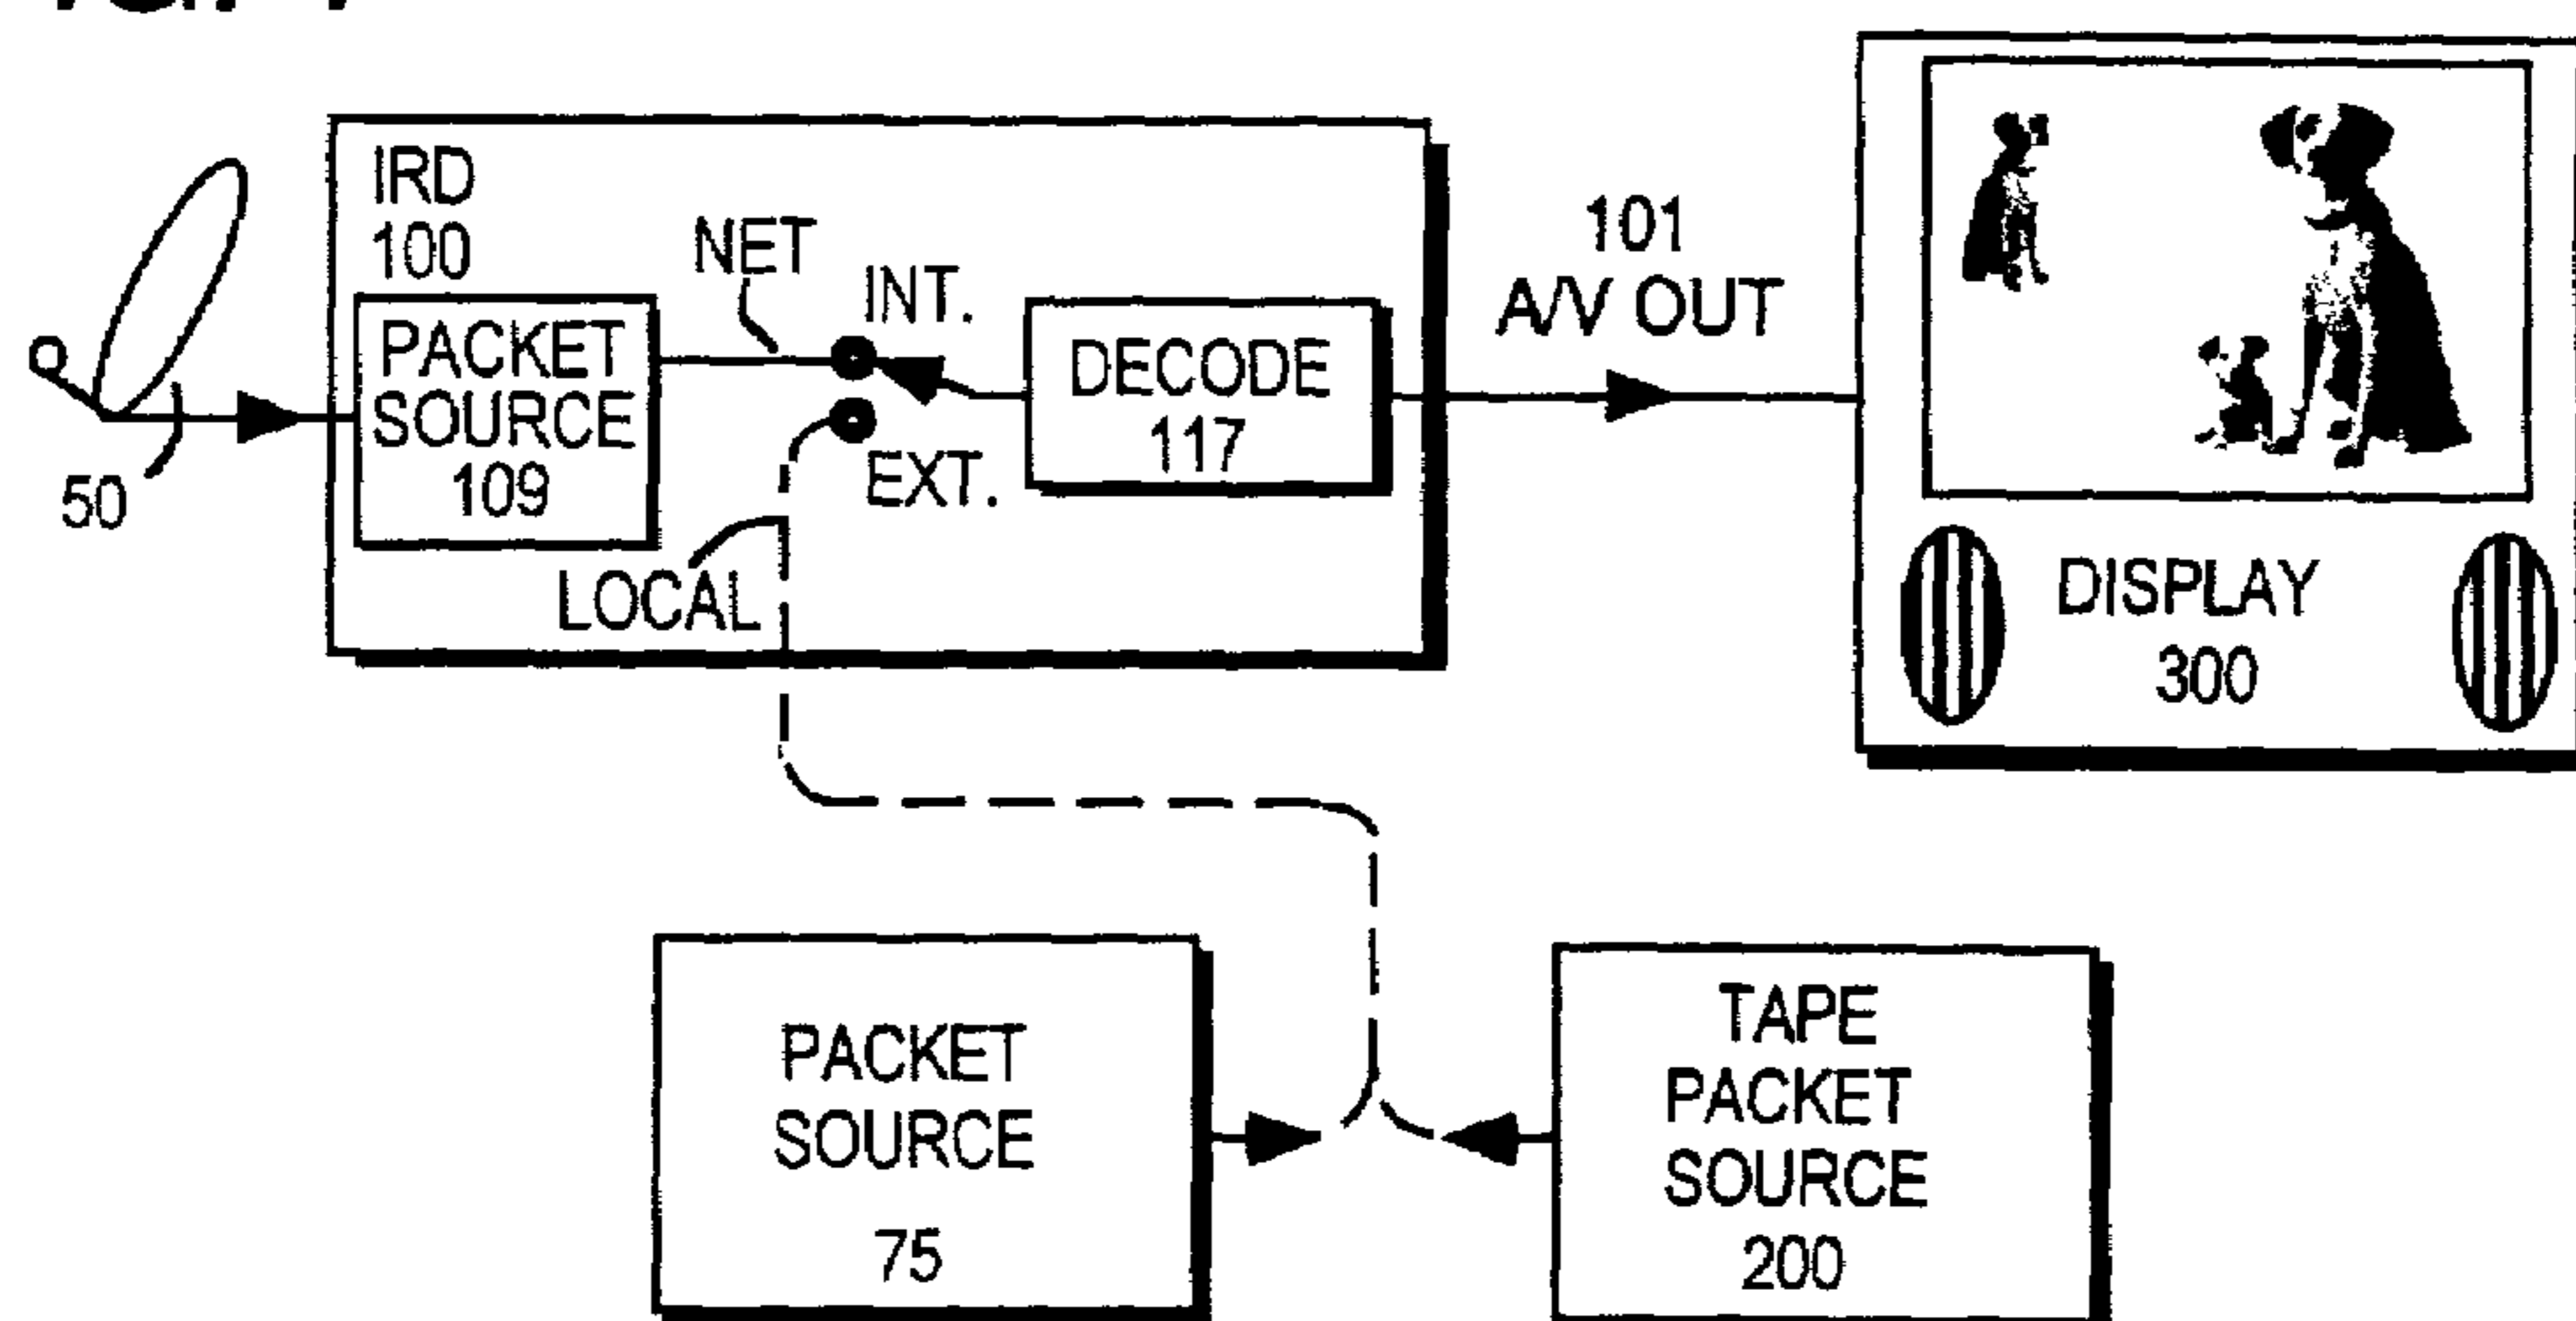 IRD
100
NET
INT.
PACKET
SOURCE
109
50
EXT.
LOCAL
DECODE
117
101
A/V OUT
DISPLAY
300
PACKET
SOURCE
75
TAPE
PACKET
SOURCE
200